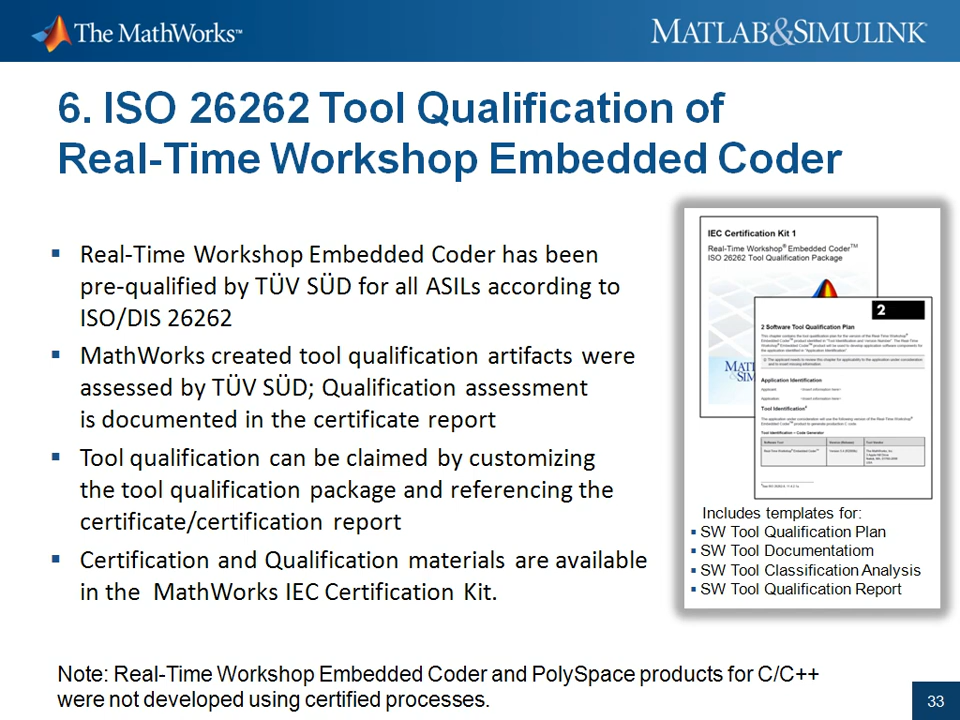 The MathWorks™
MATLAB&SIMULINK®
6. ISO 26262 Tool Qualification of
Real-Time Workshop Embedded Coder
▪ Real-Time Workshop Embedded Coder has been
pre-qualified by TÜV SÜD for all ASILs according to
ISO/DIS 26262
▪ MathWorks created tool qualification artifacts were
assessed by TÜV SÜD; Qualification assessment
is documented in the certificate report
▪ Tool qualification can be claimed by customizing
the tool qualification package and referencing the
certificate/certification report
▪ Certification and Qualification materials are available
in the MathWorks IEC Certification Kit.
IEC Certification Kit 1
Real-Time Workshop® Embedded Coder™
ISO 26262 Tool Qualification Package
2
2 Software Tool Qualification Plan
Application Identification
Tool Identification
Tool Identification – Code Generator
Includes templates for:
▪ SW Tool Qualification Plan
▪ SW Tool Documentatiom
▪ SW Tool Classification Analysis
▪ SW Tool Qualification Report
Note: Real-Time Workshop Embedded Coder and PolySpace products for C/C++
were not developed using certified processes.
33